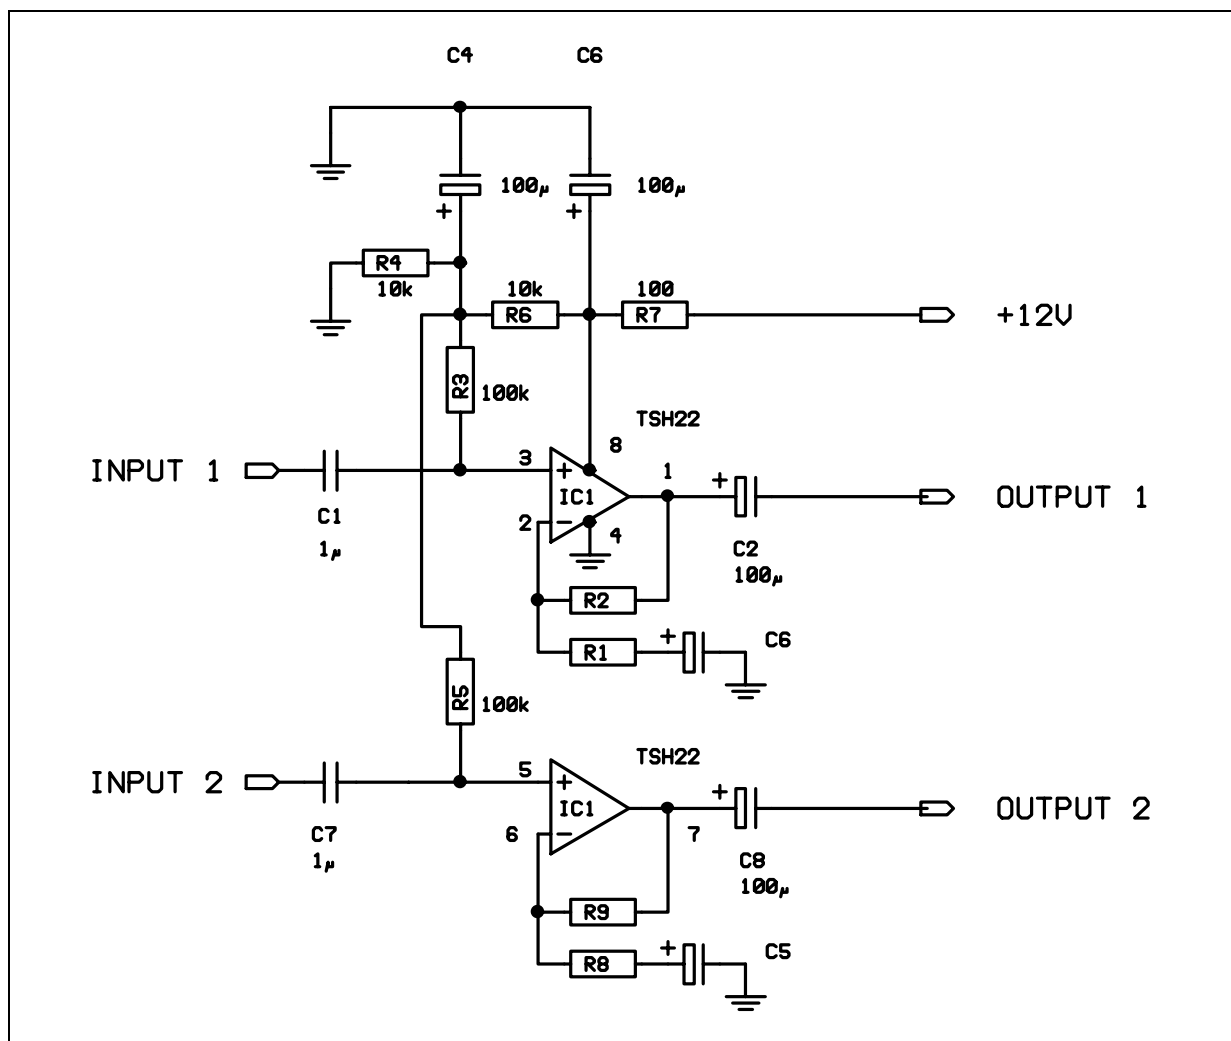 C4
C6
100µ
100µ
+
+
R4
10k
10k
R6
100
R7
+12V
R3
100k
TSH22
INPUT 1
3
8
+
IC1
1
+
OUTPUT 1
C1
1µ
2
−
4
C2
100µ
R2
R1
+
C6
R5
100k
TSH22
INPUT 2
5
+
IC1
+
OUTPUT 2
C7
1µ
6
−
7
C8
100µ
R9
R8
+
C5